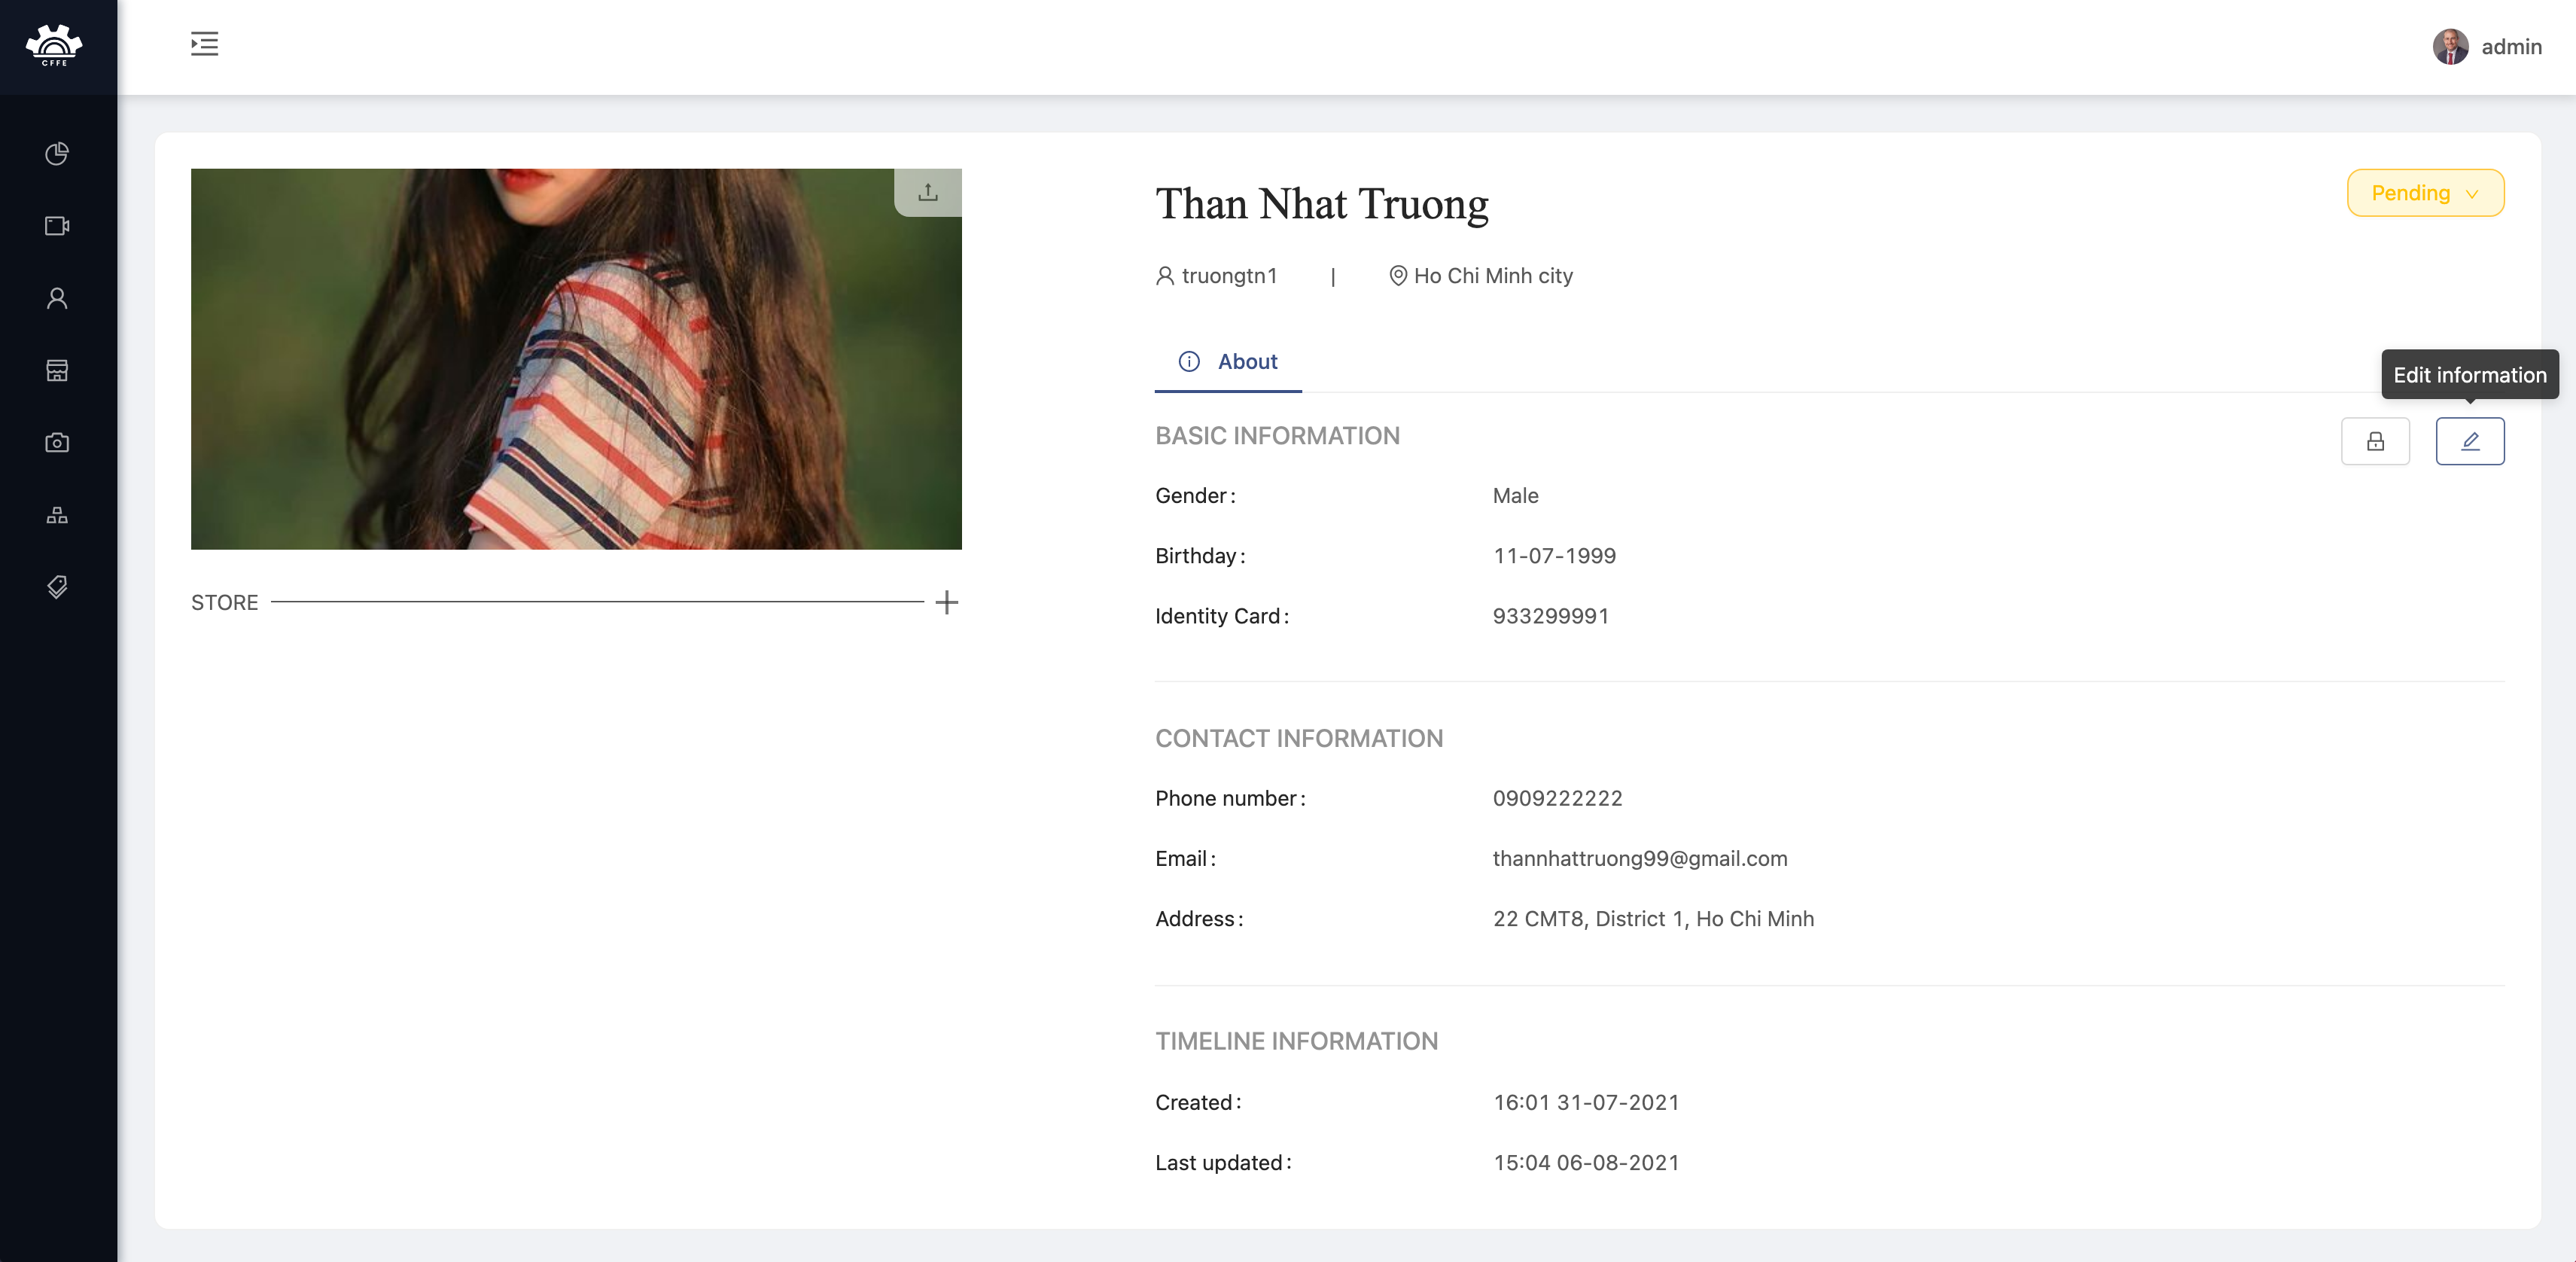 CFFE
admin
Than Nhat Truong
Pending
truongtn1 | Ho Chi Minh city
About
Edit information
BASIC INFORMATION
Gender: Male
Birthday: 11-07-1999
Identity Card: 933299991
STORE
CONTACT INFORMATION
Phone number: 0909222222
Email: thannhattruong99@gmail.com
Address: 22 CMT8, District 1, Ho Chi Minh
TIMELINE INFORMATION
Created: 16:01 31-07-2021
Last updated: 15:04 06-08-2021